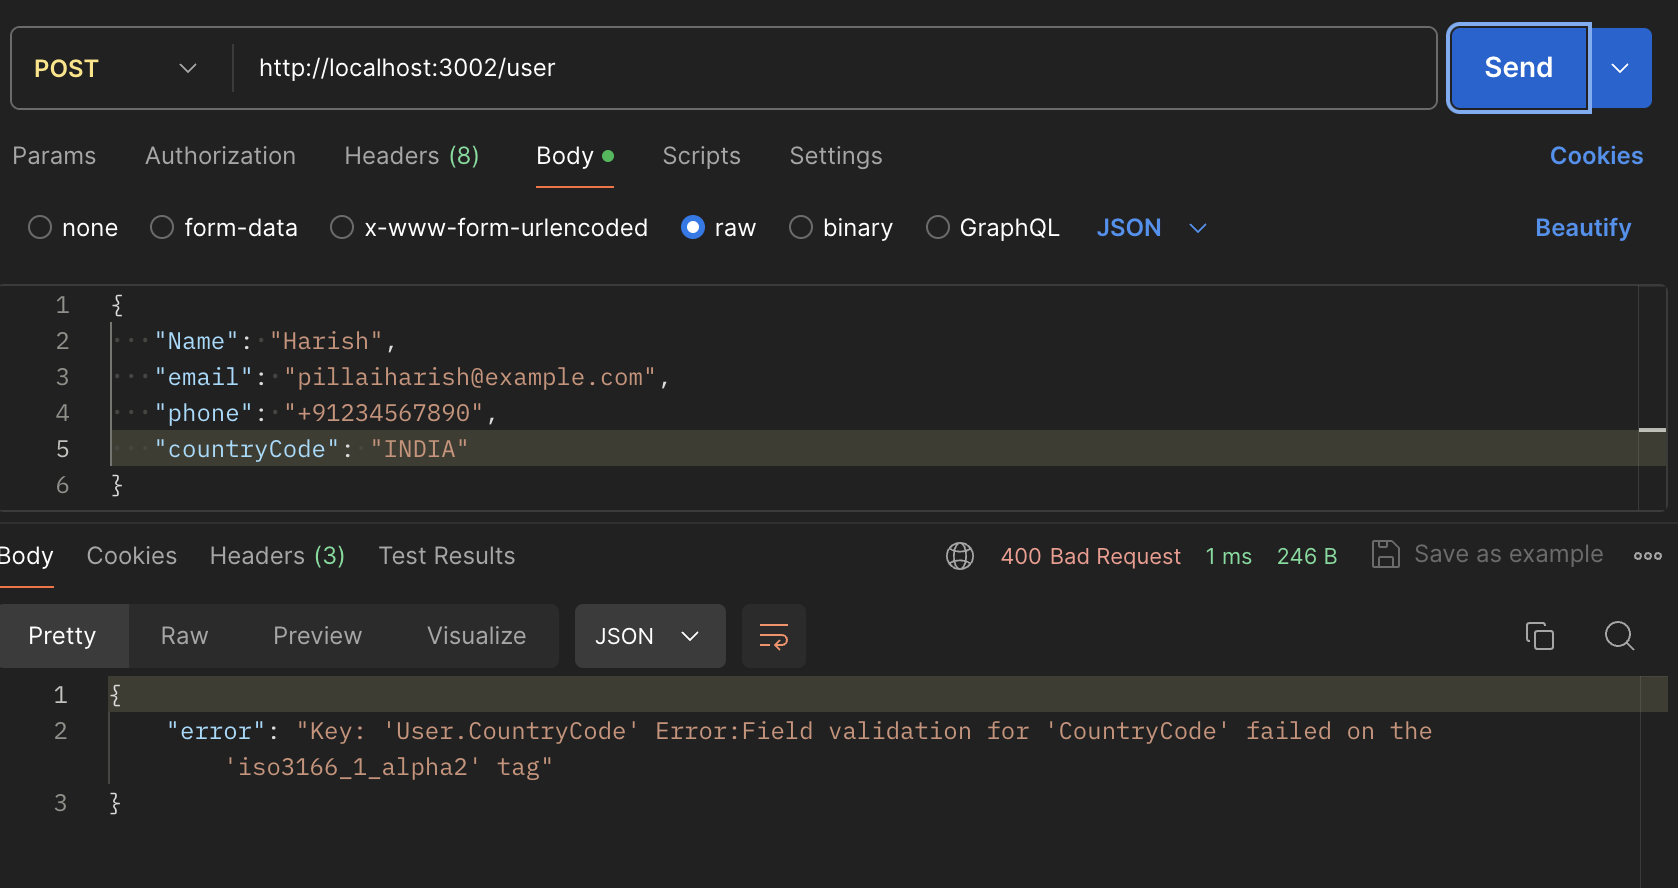 POST http://localhost:3002/user Send
Params Authorization Headers (8) Body Scripts Settings Cookies
none form-data x-www-form-urlencoded raw binary GraphQL JSON Beautify
1 {
2 "Name": "Harish",
3 "email": "pillaiharish@example.com",
4 "phone": "+91234567890",
5 "countryCode": "INDIA"
6 }
Body Cookies Headers (3) Test Results 400 Bad Request 1 ms 246 B Save as example
Pretty Raw Preview Visualize JSON
1 {
2 "error": "Key: 'User.CountryCode' Error:Field validation for 'CountryCode' failed on the
'iso3166_1_alpha2' tag"
3 }